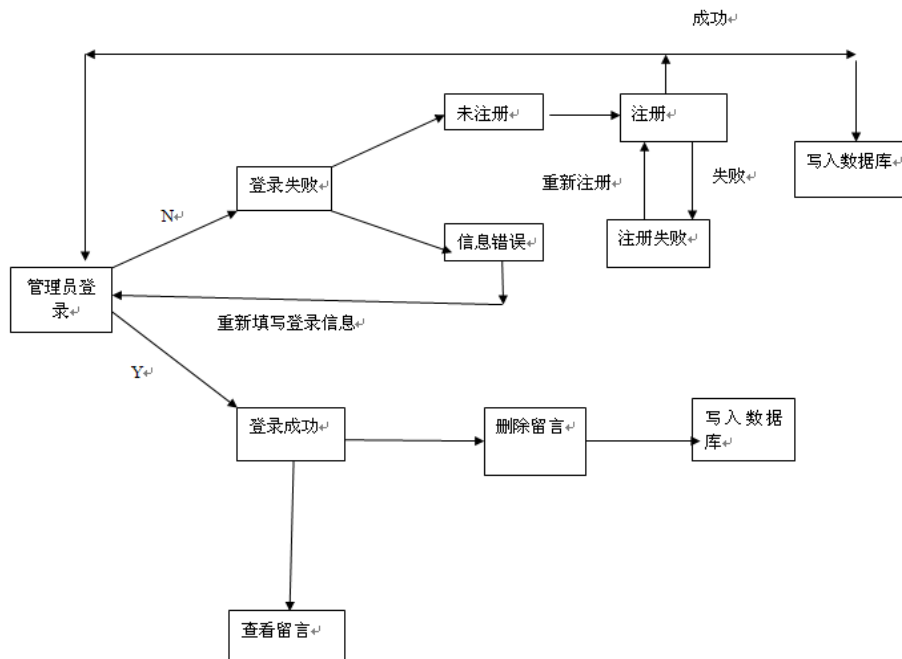 成功
未注册
注册
写入数据库
登录失败
重新注册
失败
N
信息错误
注册失败
管理员登
录
重新填写登录信息
Y
登录成功
删除留言
写入数据
库
查看留言